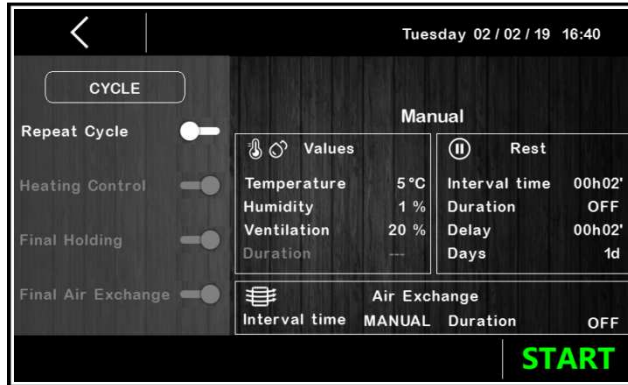 Tuesday 02 / 02 / 19 16:40
CYCLE
Repeat Cycle
Heating Control
Final Holding
Final Air Exchange
Manual
Values
Temperature 5°C
Humidity 1 %
Ventilation 20 %
Duration ---
Rest
Interval time 00h02'
Duration OFF
Delay 00h02'
Days 1d
Air Exchange
Interval time MANUAL Duration OFF
START